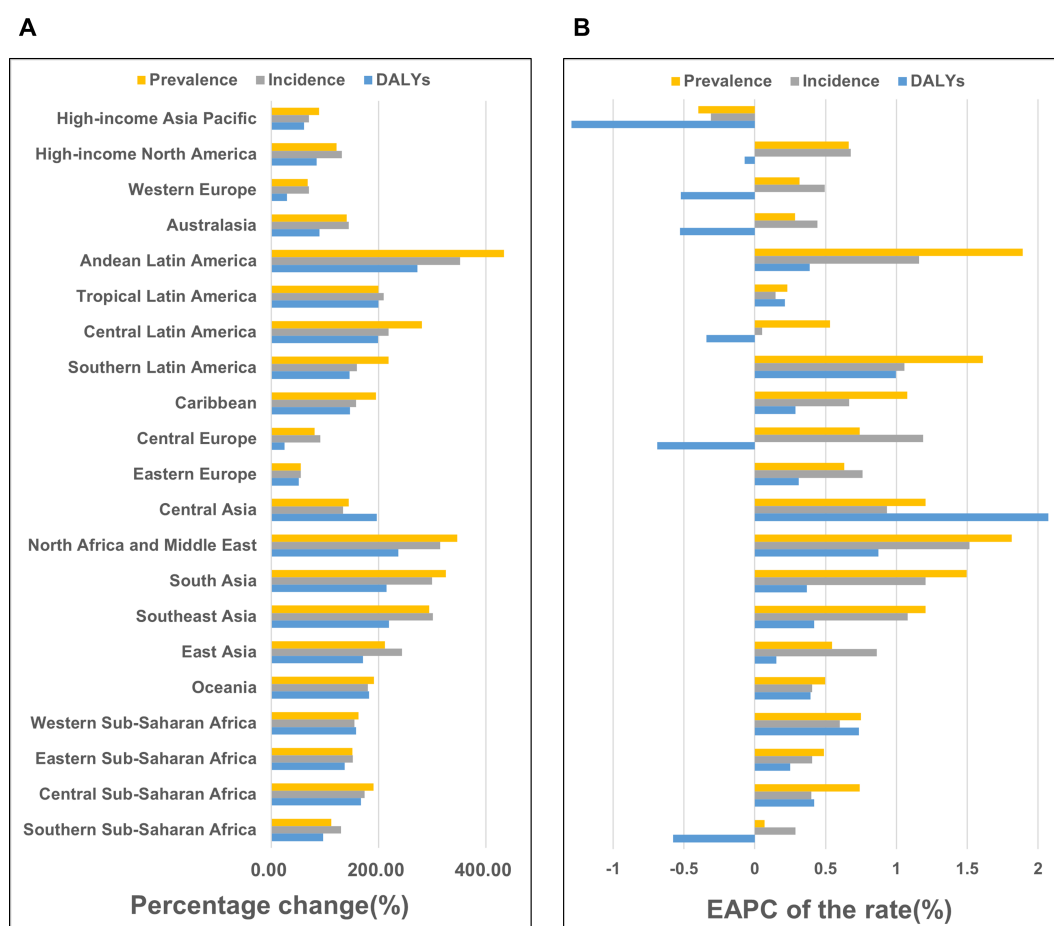 A
B
Prevalence Incidence DALYs
Prevalence Incidence DALYs
High-income Asia Pacific
High-income North America
Western Europe
Australasia
Andean Latin America
Tropical Latin America
Central Latin America
Southern Latin America
Caribbean
Central Europe
Eastern Europe
Central Asia
North Africa and Middle East
South Asia
Southeast Asia
East Asia
Oceania
Western Sub-Saharan Africa
Eastern Sub-Saharan Africa
Central Sub-Saharan Africa
Southern Sub-Saharan Africa
0.00 200.00 400.00
Percentage change(%)
-1 -0.5 0 0.5 1 1.5 2
EAPC of the rate(%)